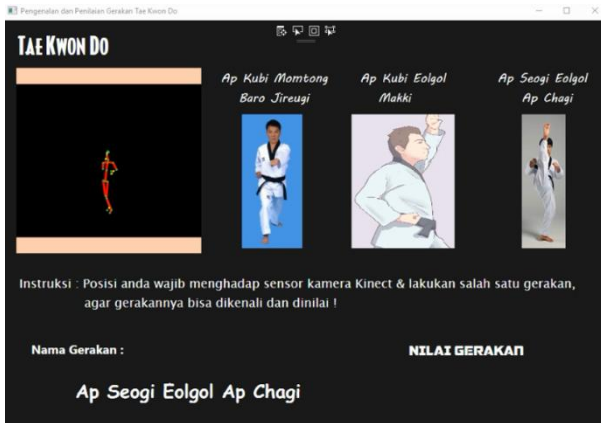 Pengenalan dan Penilaian Gerakan Tae Kwon Do
TAE KWON DO
Ap Kubi Momtong
Baro Jireugi
Ap Kubi Eolgol
Makki
Ap Seogi Eolgol
Ap Chagi
Instruksi : Posisi anda wajib menghadap sensor kamera Kinect & lakukan salah satu gerakan,
agar gerakannya bisa dikenali dan dinilai !
Nama Gerakan :
NILAI GERAKAN
Ap Seogi Eolgol Ap Chagi